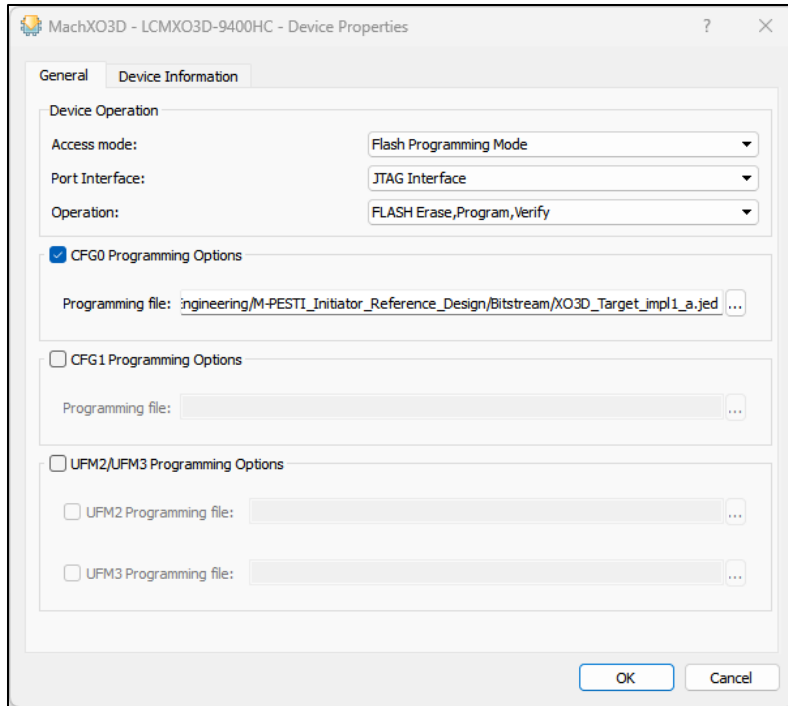 MachXO3D - LCMXO3D-9400HC - Device Properties ? ×
General Device Information
Device Operation
Access mode: Flash Programming Mode
Port Interface: JTAG Interface
Operation: FLASH Erase,Program,Verify
CFG0 Programming Options
Programming file: Engineering/M-PESTI_Initiator_Reference_Design/Bitstream/XO3D_Target_impl1_a.jed ...
CFG1 Programming Options
Programming file: ...
UFM2/UFM3 Programming Options
UFM2 Programming file: ...
UFM3 Programming file: ...
OK Cancel